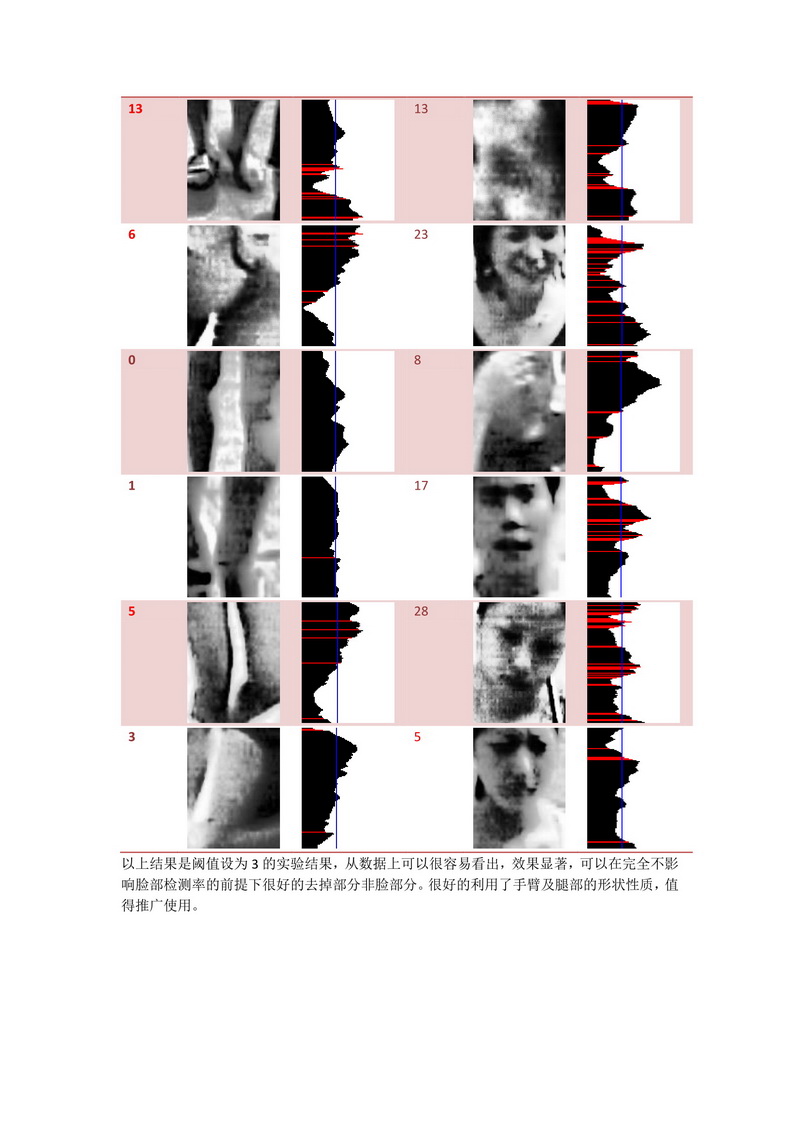 13 13
6 23
0 8
1 17
5 28
3 5
以上结果是阈值设为 3 的实验结果，从数据上可以很容易看出，效果显著，可以在完全不影
响脸部检测率的前提下很好的去掉部分非脸部分。很好的利用了手臂及腿部的形状性质，值
得推广使用。